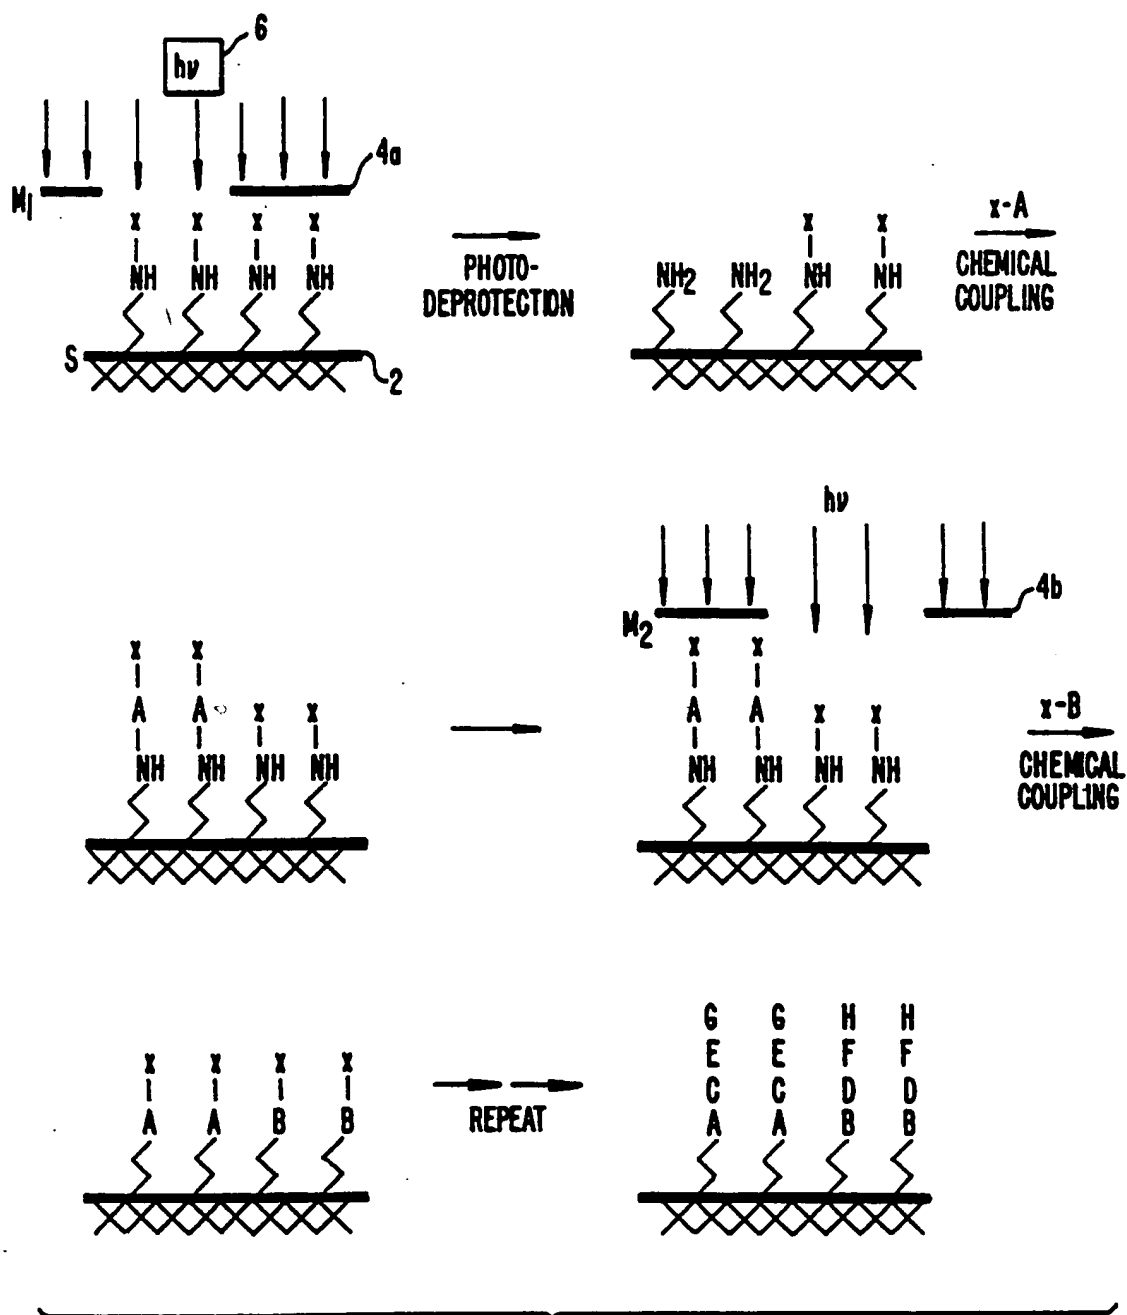 6
hν
4a
M1
x x x x
NH NH NH NH
S
2
PHOTO-
DEPROTECTION
x x
NH2 NH2 NH NH
x-A
CHEMICAL
COUPLING
x x
A A x x
NH NH NH NH
hν
4b
M2
x x
A A x x
NH NH NH NH
x-B
CHEMICAL
COUPLING
x x x x
A A B B
REPEAT
G G H H
E E F F
C C D D
A A B B